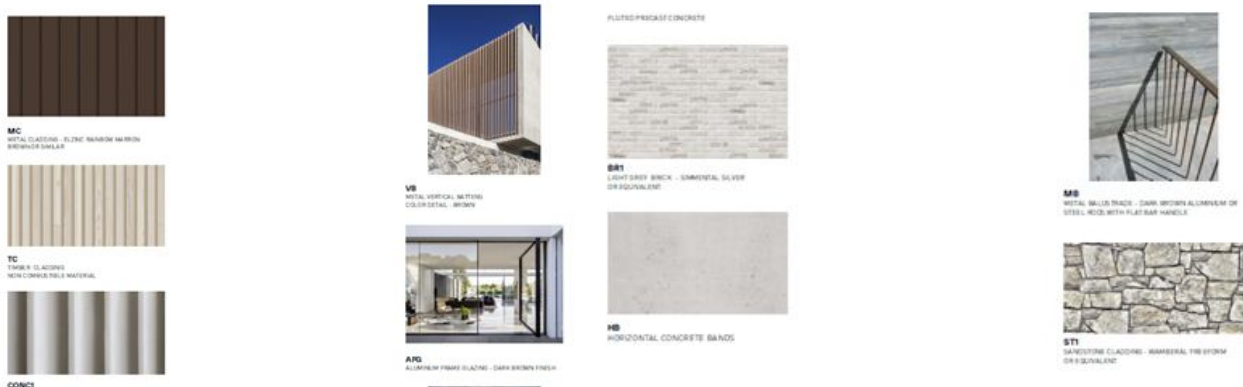 MC
METAL CLADDING - ELZINC RAINBOW MARRON
BROWN OR SIMILAR
TC
TIMBER CLADDING
NON COMBUSTIBLE MATERIAL
CONC1
VB
METAL VERTICAL BATTENS
COLOR DETAIL - BROWN
AFG
ALUMINIUM FRAME GLAZING - DARK BROWN FINISH
FLUTED PRECAST CONCRETE
BR1
LIGHT GREY BRICK - SIMMENTAL SILVER
OR EQUIVALENT
HB
HORIZONTAL CONCRETE BANDS
MB
METAL BALUSTRADE - DARK BROWN ALUMINIUM OR
STEEL RODS WITH FLAT BAR HANDLE
ST1
SANDSTONE CLADDING - WAMBERAL FREEFORM
OR EQUIVALENT